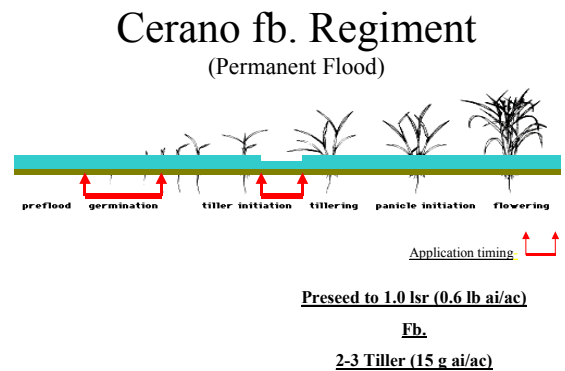 Cerano fb. Regiment
(Permanent Flood)
preflood germination tiller initiation tillering panicle initiation flowering
Application timing
Preseed to 1.0 lsr (0.6 lb ai/ac)
Fb.
2-3 Tiller (15 g ai/ac)